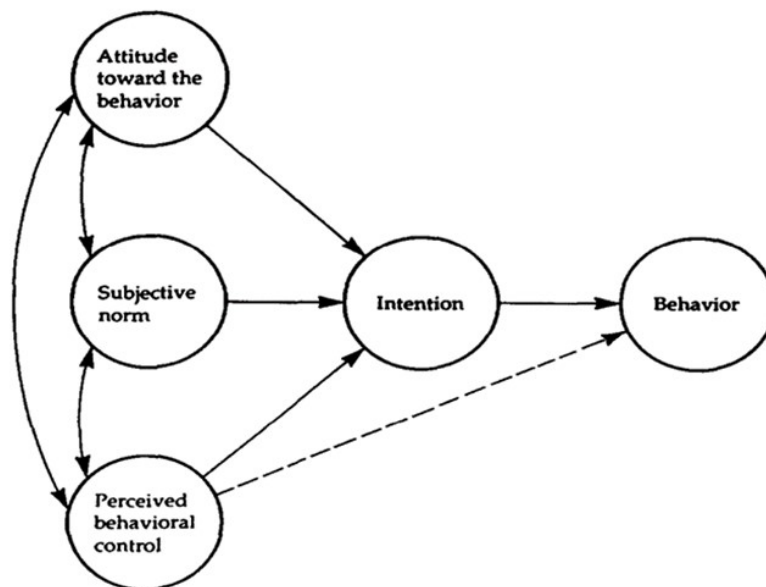 Attitude
toward the
behavior
Subjective
norm
Intention
Behavior
Perceived
behavioral
control